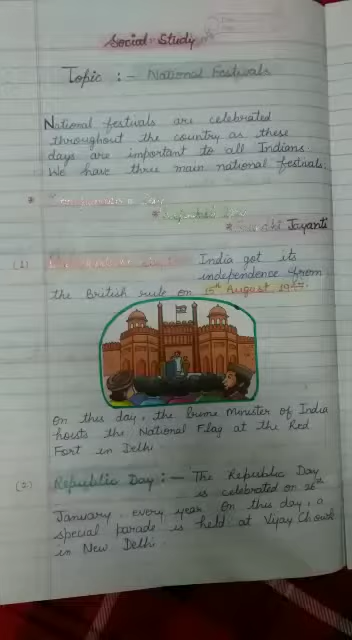 Social Study
Topic :- National Festivals
National festivals are celebrated
throughout the country as these
days are important to all Indians.
We have three main national festivals.
* Independence Day
* Republic Day
* Gandhi Jayanti
(1) Independence Day :- India got its
independence from
the British rule on 15th August 1947.
On this day, the Prime Minister of India
hoists the National Flag at the Red
Fort in Delhi.
(2) Republic Day :- The Republic Day
is celebrated on 26th
January, every year. On this day, a
special parade is held at Vijay Chowk
in New Delhi.